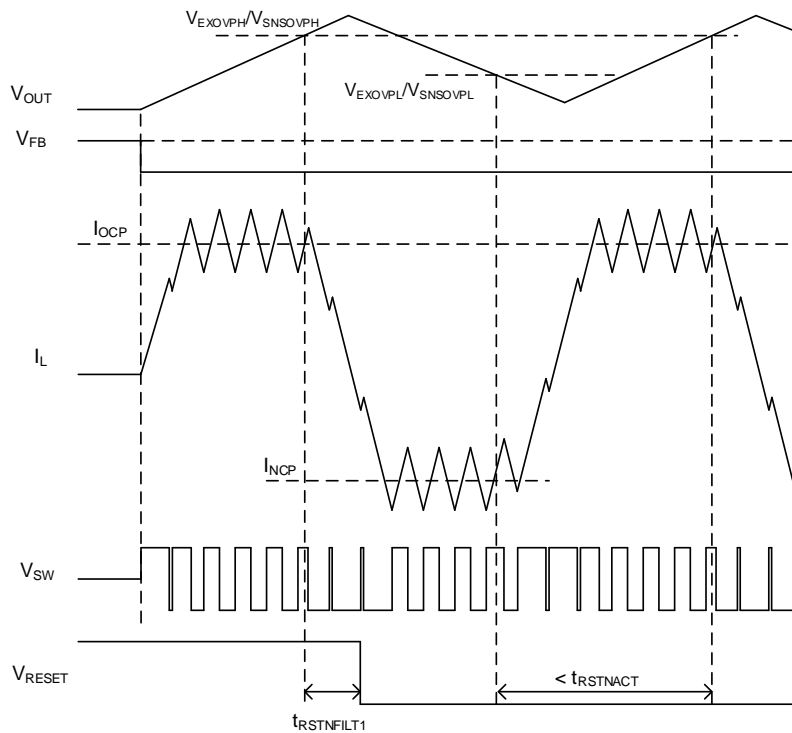 VEXOVPH/VSNSOVPH
VEXOVPL/VSNSOVPL
VOUT
VFB
IOCP
IL
INCP
VSW
VRESET
< tRSTNACT
tRSTNFILT1